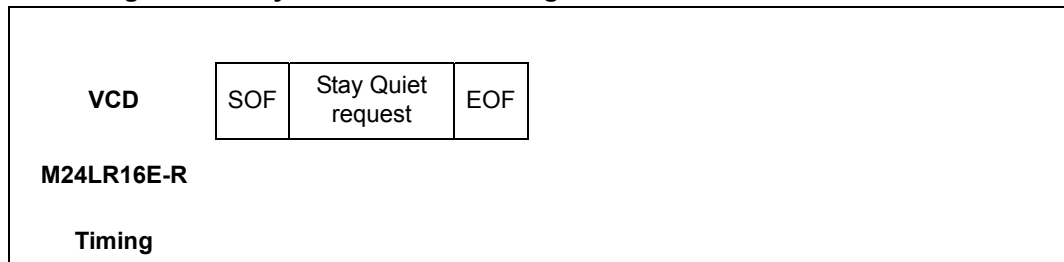 VCD
SOF
Stay Quiet
request
EOF
M24LR16E-R
Timing